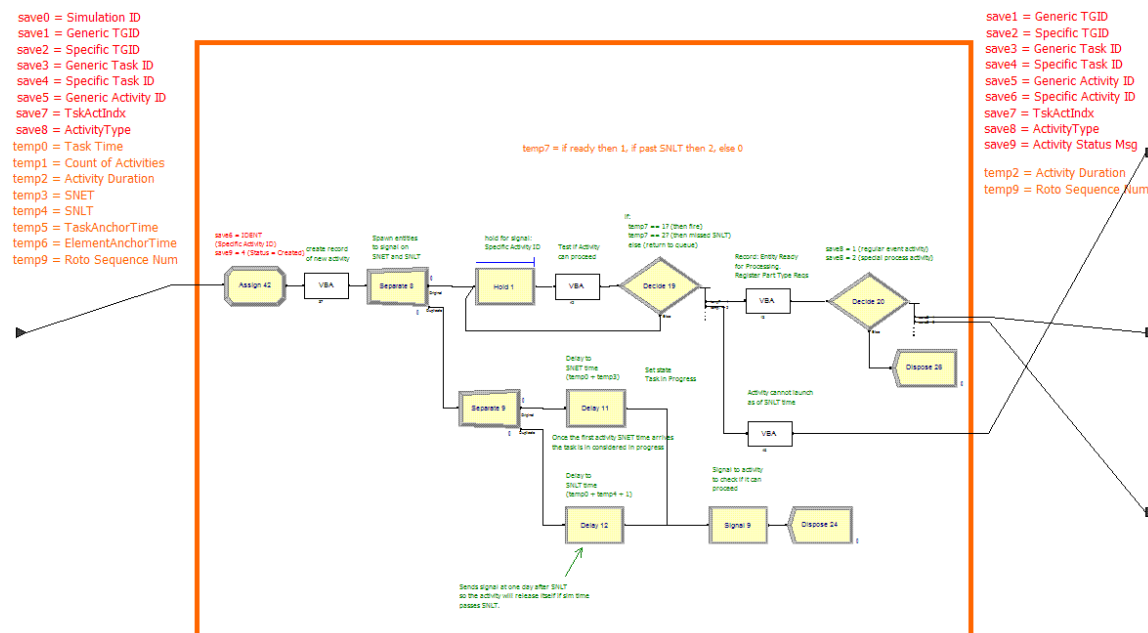 save0 = Simulation ID
save1 = Generic TGID
save2 = Specific TGID
save3 = Generic Task ID
save4 = Specific Task ID
save5 = Generic Activity ID
save7 = TskActIndx
save8 = ActivityType
temp0 = Task Time
temp1 = Count of Activities
temp2 = Activity Duration
temp3 = SNET
temp4 = SNLT
temp5 = TaskAnchorTime
temp6 = ElementAnchorTime
temp9 = Roto Sequence Num
save1 = Generic TGID
save2 = Specific TGID
save3 = Generic Task ID
save4 = Specific Task ID
save5 = Generic Activity ID
save6 = Specific Activity ID
save7 = TskActIndx
save8 = ActivityType
save9 = Activity Status Msg
temp2 = Activity Duration
temp9 = Roto Sequence Num
temp7 = if ready then 1, if past SNLT then 2, else 0
save6 = IDENT
(Specific Activity ID)
save9 = 4 (Status = Created)
Assign 42
create record
of new activity
VBA
Spawn entities
to signal on
SNET and SNLT
Separate 8
Original
Duplicate
hold for signal:
Specific Activity ID
Hold 1
Test if Activity
can proceed
VBA
If:
temp7 == 1? (then fire)
temp7 == 2? (then missed SNLT)
else (return to queue)
Decide 19
Else
Record: Entity Ready
for Processing.
Register Part Type Reqs
VBA
save8 = 1 (regular event activity)
save8 = 2 (special process activity)
Decide 20
Else
Dispose 28
Separate 9
Original
Duplicate
Delay to
SNET time
(temp0 + temp3)
Delay 11
Set state
Task in Progress
Once the first activity SNET time arrives
the task is in considered in progress
Activity cannot launch
as of SNLT time
VBA
Delay to
SNLT time
(temp0 + temp4 + 1)
Delay 12
Signal to activity
to check if it can
proceed
Signal 9
Dispose 24
Sends signal at one day after SNLT
so the activity will release itself if sim time
passes SNLT.